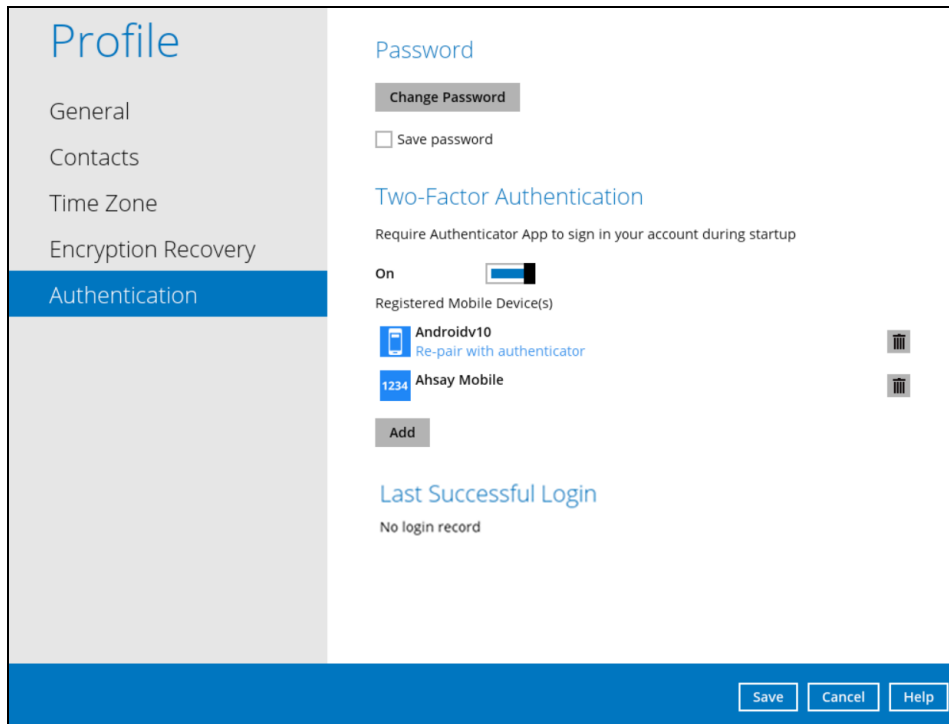 Profile
General
Contacts
Time Zone
Encryption Recovery
Authentication
Password
Change Password
Save password
Two-Factor Authentication
Require Authenticator App to sign in your account during startup
On
Registered Mobile Device(s)
Androidv10
Re-pair with authenticator
1234 Ahsay Mobile
Add
Last Successful Login
No login record
Save Cancel Help